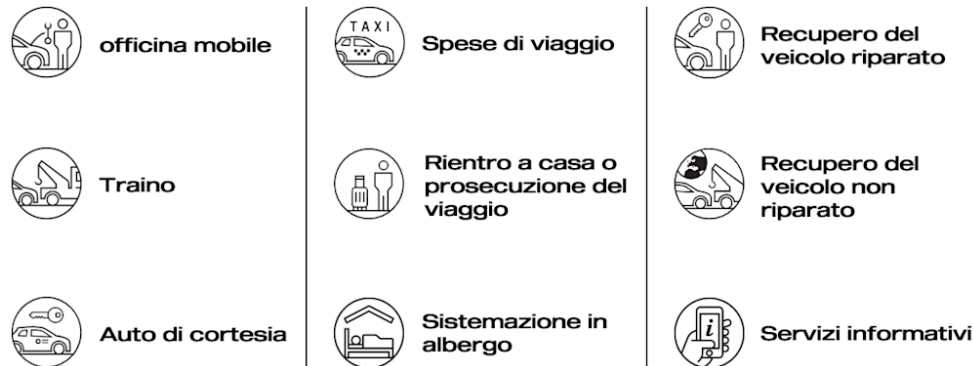 officina mobile
Traino
Auto di cortesia
TAXI
Spese di viaggio
Rientro a casa o
prosecuzione del
viaggio
Sistemazione in
albergo
Recupero del
veicolo riparato
Recupero del
veicolo non
riparato
i
Servizi informativi